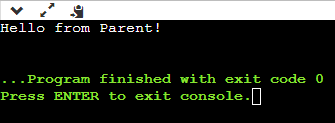 Hello from Parent!
...Program finished with exit code 0
Press ENTER to exit console.